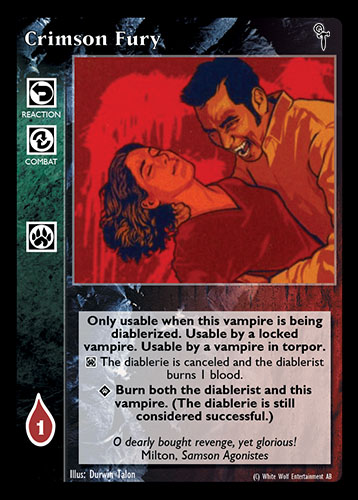 Crimson Fury
REACTION
COMBAT
Only usable when this vampire is being
diablerized. Usable by a locked
vampire. Usable by a vampire in torpor.
The diablerie is canceled and the diablerist
burns 1 blood.
Burn both the diablerist and this
vampire. (The diablerie is still
considered successful.)
O dearly bought revenge, yet glorious!
Milton, Samson Agonistes
1
Illus: Durwin Talon
(C) White Wolf Entertainment AB